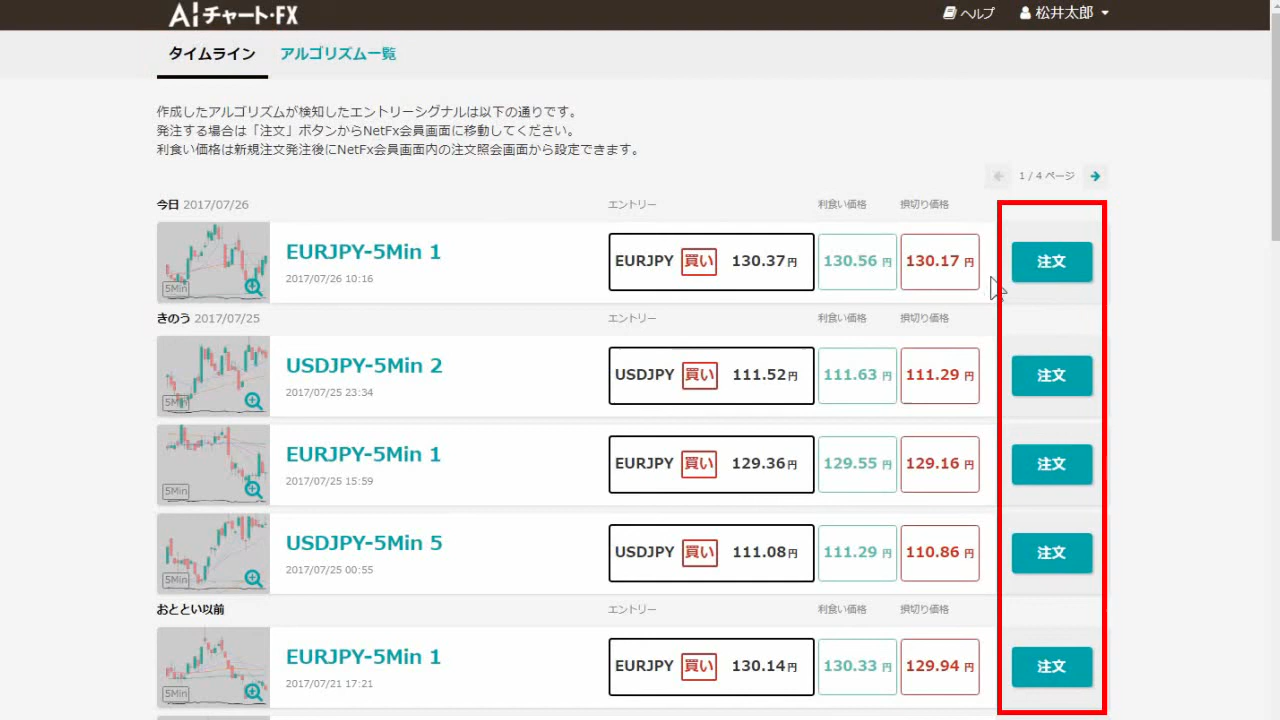 Aiチャート・FX
ヘルプ 松井太郎
タイムライン アルゴリズム一覧
作成したアルゴリズムが検知したエントリーシグナルは以下の通りです。
発注する場合は「注文」ボタンからNetFx会員画面に移動してください。
利食い価格は新規注文発注後にNetFx会員画面内の注文照会画面から設定できます。
1 / 4 ページ
今日 2017/07/26 エントリー 利食い価格 損切り価格
5Min EURJPY-5Min 1 EURJPY 買い 130.37円 130.56 円 130.17 円 注文
2017/07/26 10:16
きのう 2017/07/25 エントリー 利食い価格 損切り価格
5Min USDJPY-5Min 2 USDJPY 買い 111.52円 111.63 円 111.29 円 注文
2017/07/25 23:34
5Min EURJPY-5Min 1 EURJPY 買い 129.36円 129.55 円 129.16 円 注文
2017/07/25 15:59
5Min USDJPY-5Min 5 USDJPY 買い 111.08円 111.29 円 110.86 円 注文
2017/07/25 00:55
おととい以前 エントリー 利食い価格 損切り価格
5Min EURJPY-5Min 1 EURJPY 買い 130.14円 130.33 円 129.94 円 注文
2017/07/21 17:21